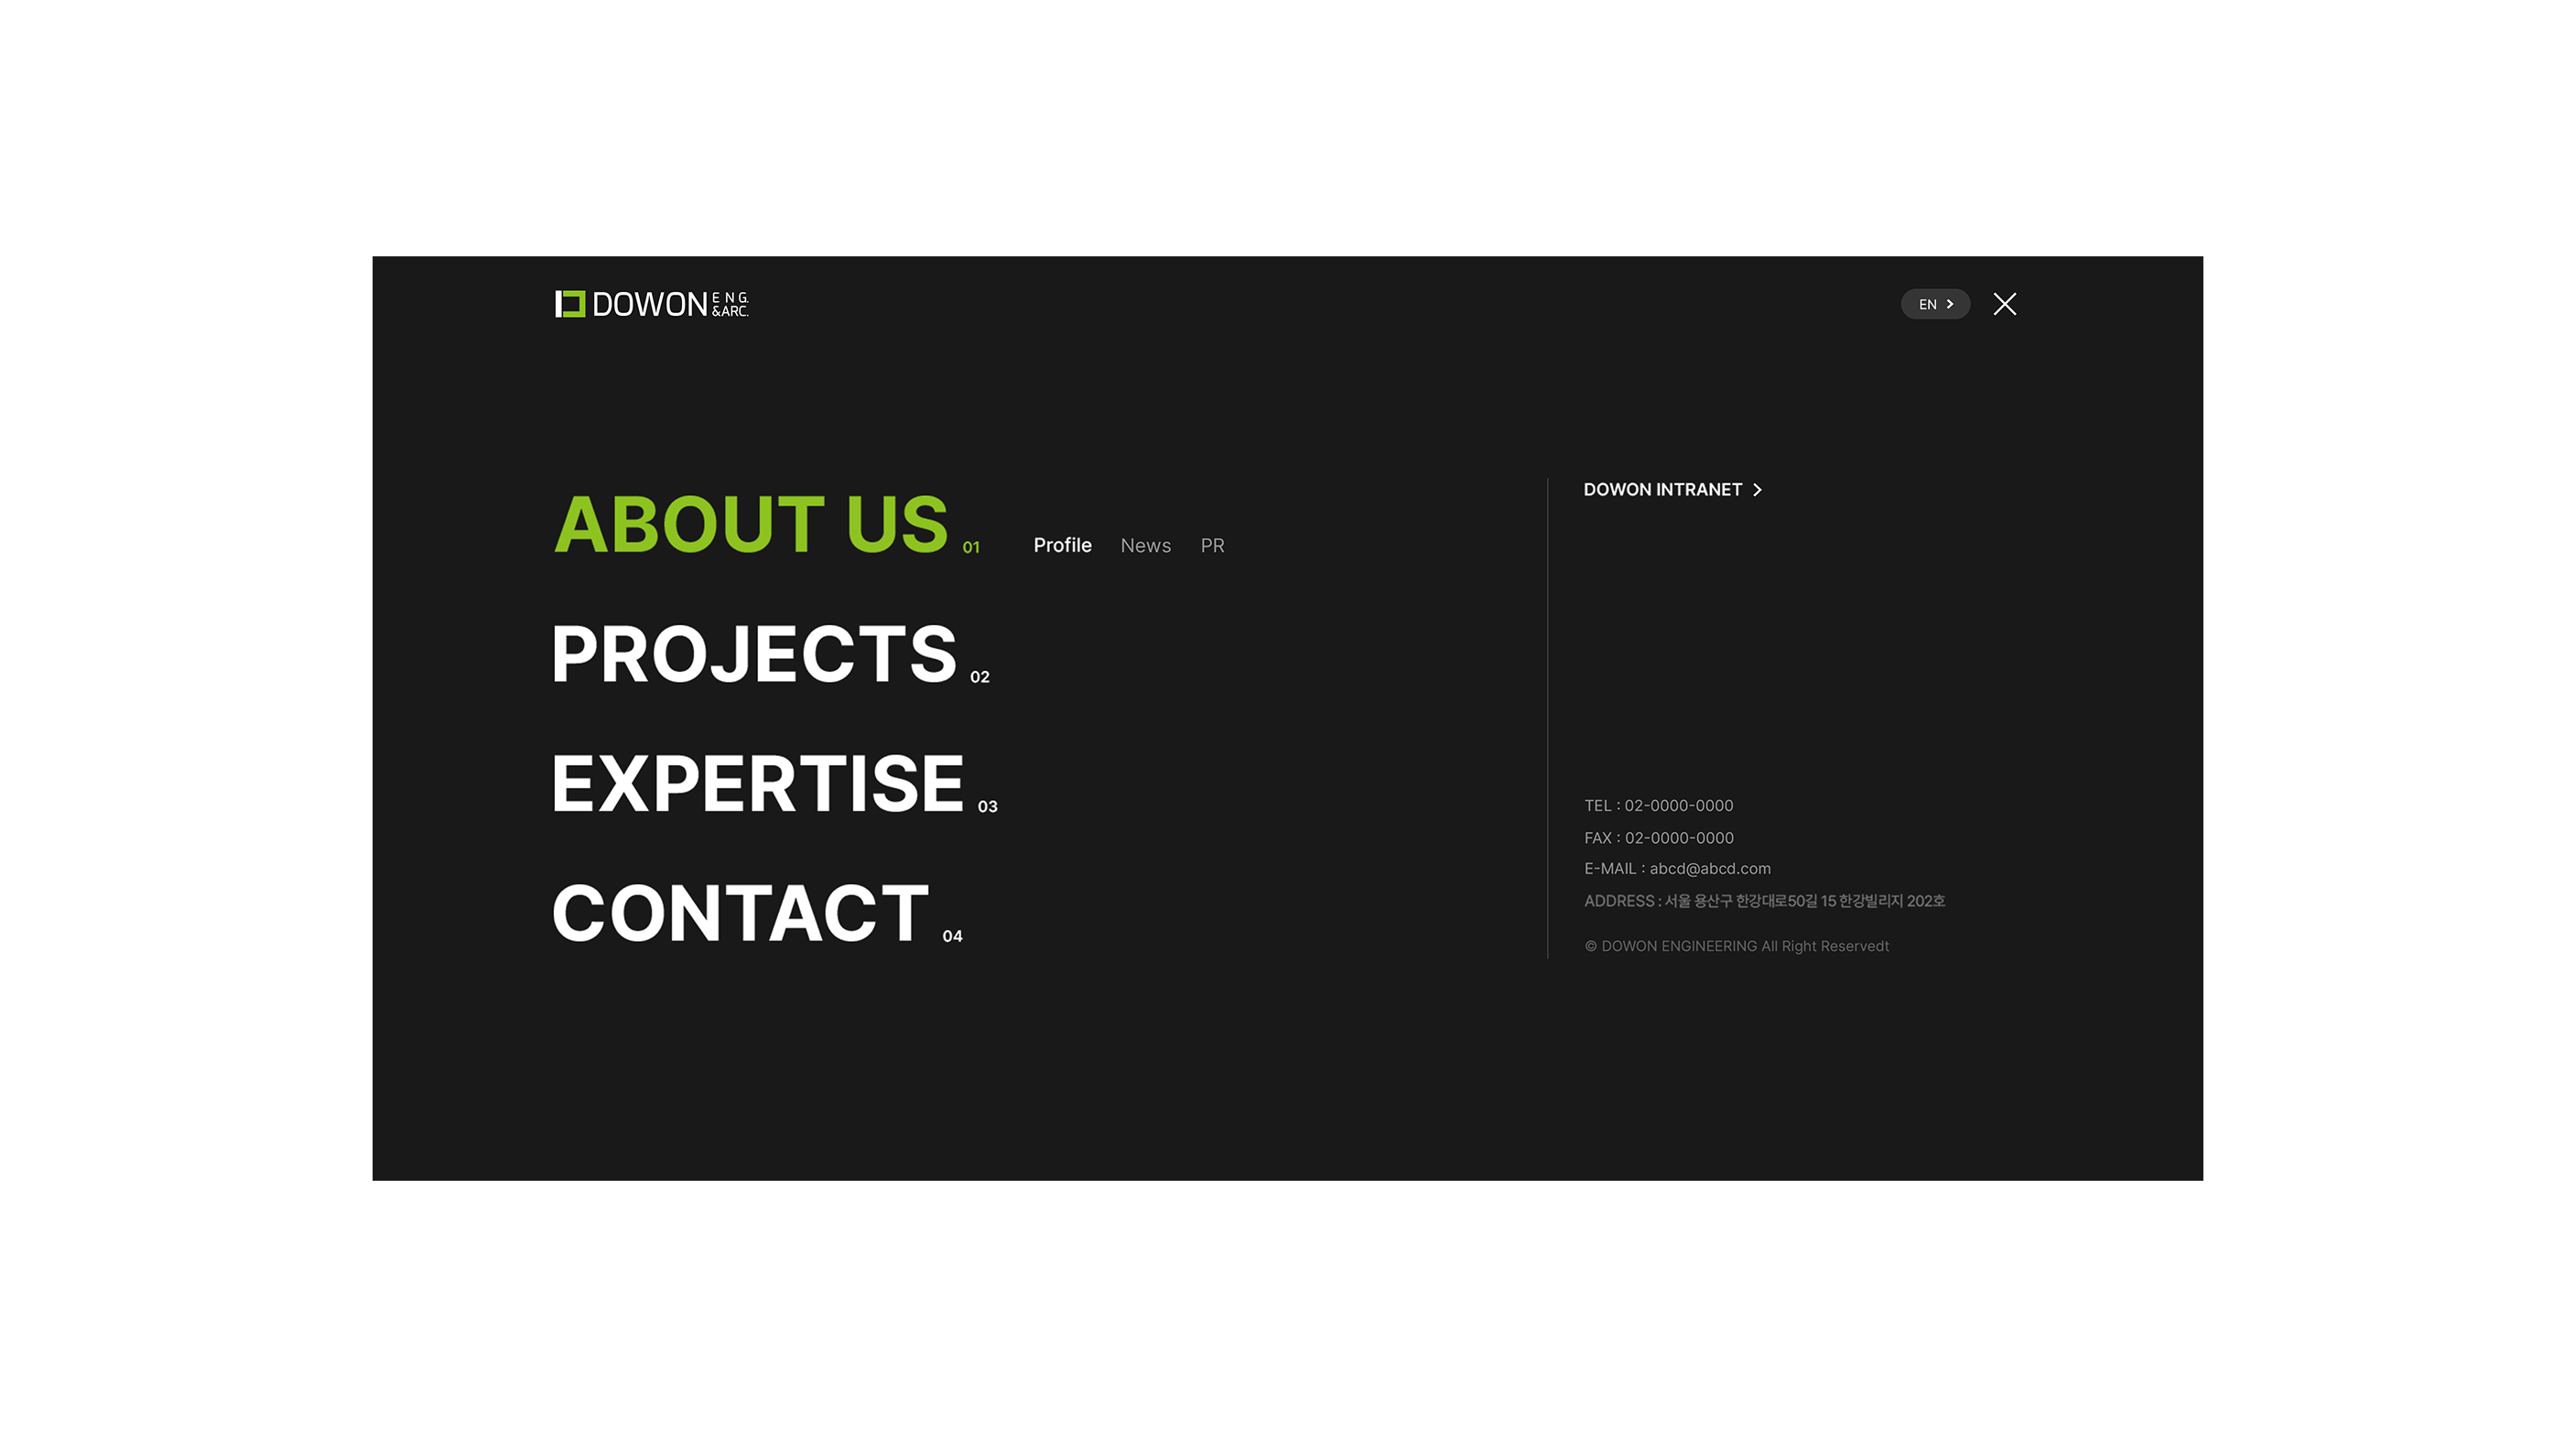 DOWON ENG. &ARC.
EN
ABOUT US 01 Profile News PR
PROJECTS 02
EXPERTISE 03
CONTACT 04
DOWON INTRANET
TEL : 02-0000-0000
FAX : 02-0000-0000
E-MAIL : abcd@abcd.com
ADDRESS : 서울 용산구 한강대로50길 15 한강빌리지 202호
© DOWON ENGINEERING All Right Reservedt